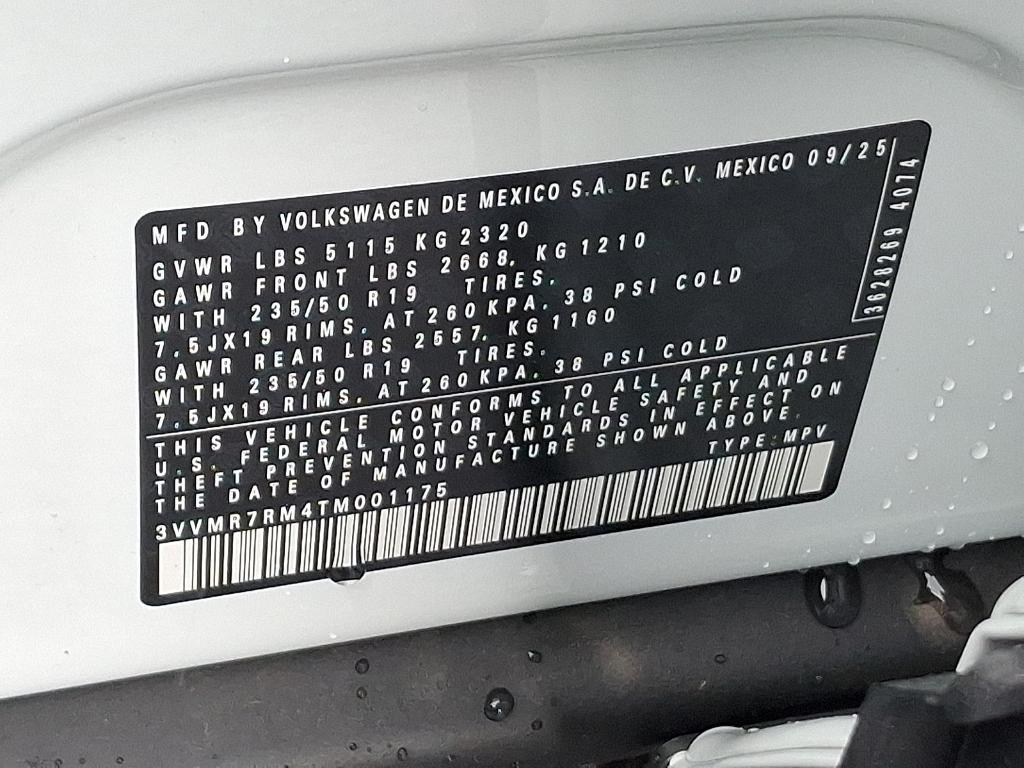 MFD BY VOLKSWAGEN DE MEXICO S.A. DE C.V. MEXICO 09/25
GVWR LBS 5115 KG 2320
GAWR FRONT LBS 2668, KG 1210
WITH 235/50 R19 TIRES,
7,5JX19 RIMS, AT 260 KPA, 38 PSI COLD
GAWR REAR LBS 2557, KG 1160
WITH 235/50 R19 TIRES,
7,5JX19 RIMS, AT 260 KPA, 38 PSI COLD
THIS VEHICLE CONFORMS TO ALL APPLICABLE
U.S. FEDERAL MOTOR VEHICLE SAFETY AND
THEFT PREVENTION STANDARDS IN EFFECT ON
THE DATE OF MANUFACTURE SHOWN ABOVE.
3VVMR7RM4TM001175 TYPE: MPV
3628269 4074